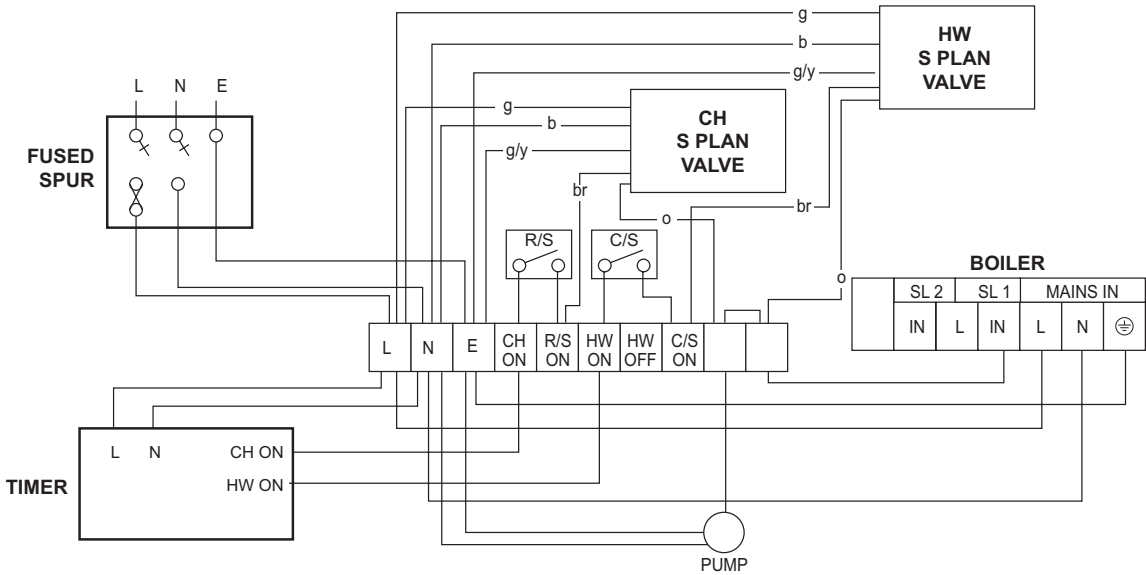 g
HW
S PLAN
VALVE
b
g/y
L N E
g
CH
S PLAN
VALVE
b
FUSED
SPUR
g/y
br
br
o
R/S
C/S
BOILER
o
SL 2
SL 1
MAINS IN
IN
L
IN
L
N
L
N
E
CH
ON
R/S
ON
HW
ON
HW
OFF
C/S
ON
TIMER
L
N
CH ON
HW ON
PUMP